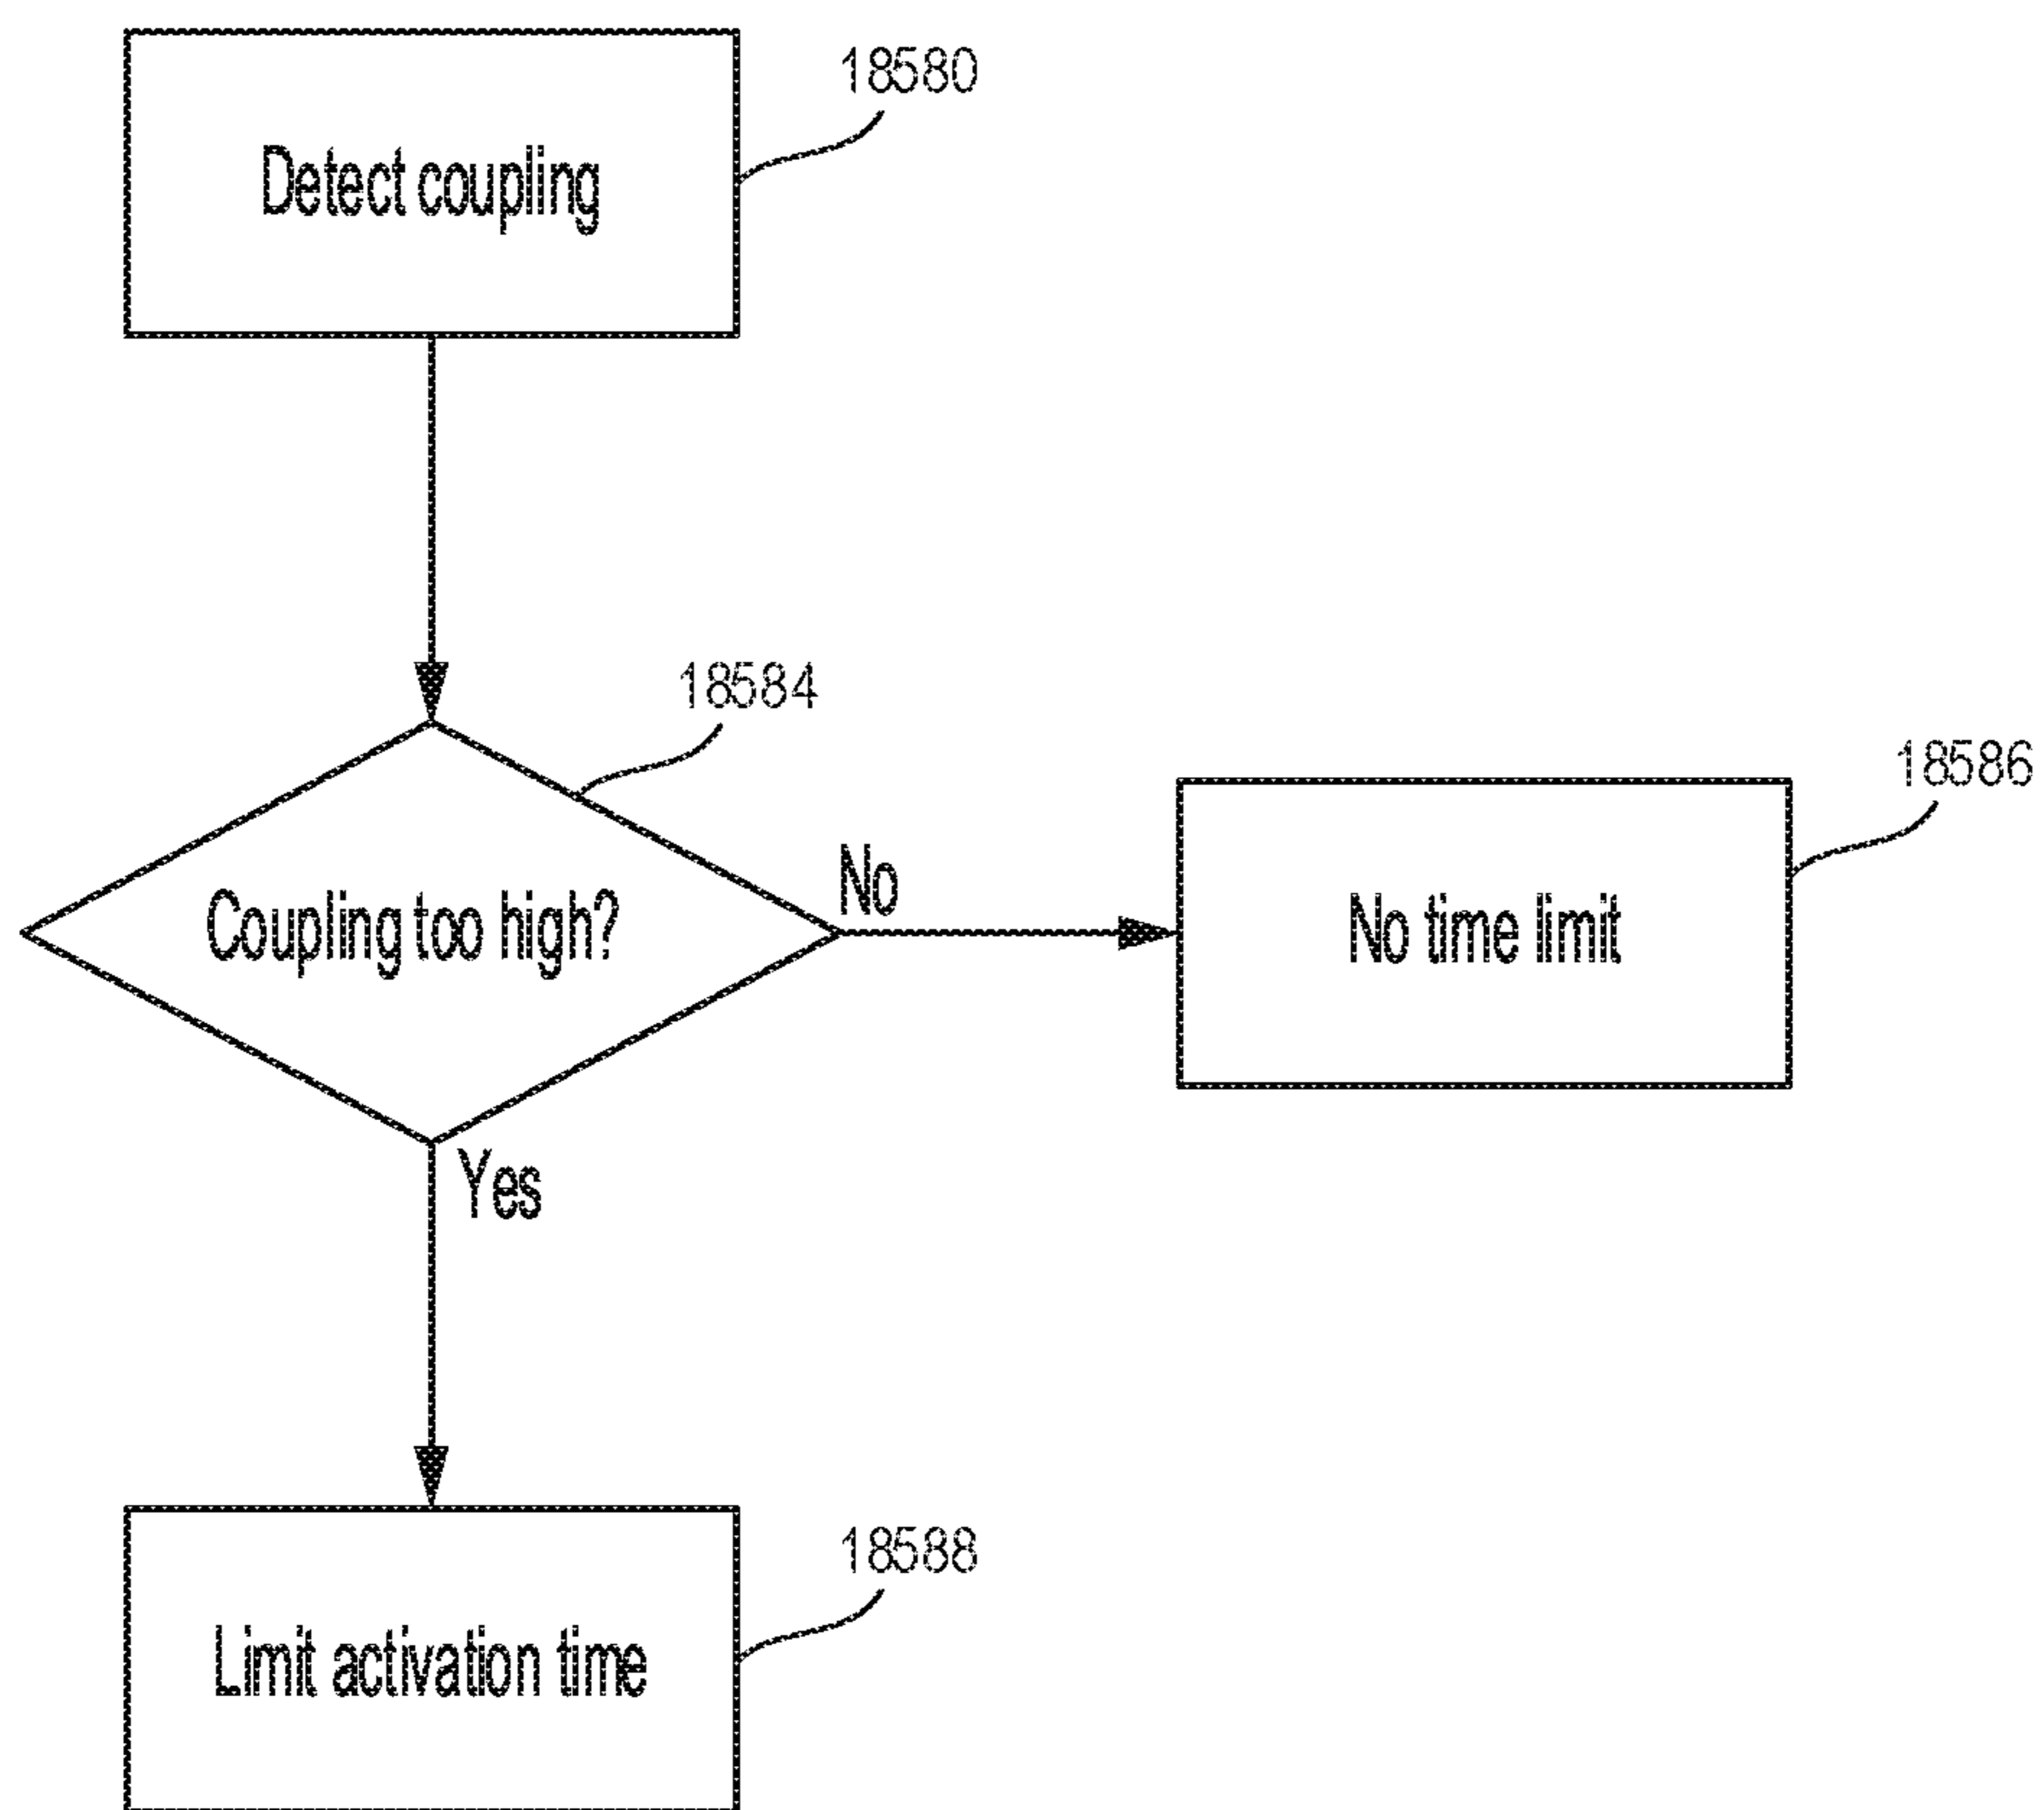 18580
Detect coupling
18584
Coupling too high?
No
18586
No time limit
Yes
18588
Limit activation time